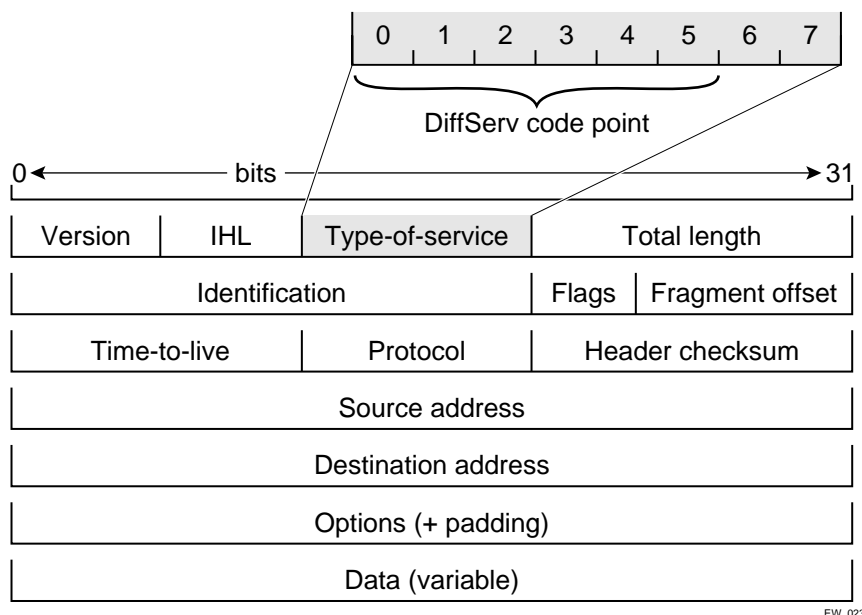 0 1 2 3 4 5 6 7
DiffServ code point
0 bits 31
Version IHL Type-of-service Total length
Identification Flags Fragment offset
Time-to-live Protocol Header checksum
Source address
Destination address
Options (+ padding)
Data (variable)